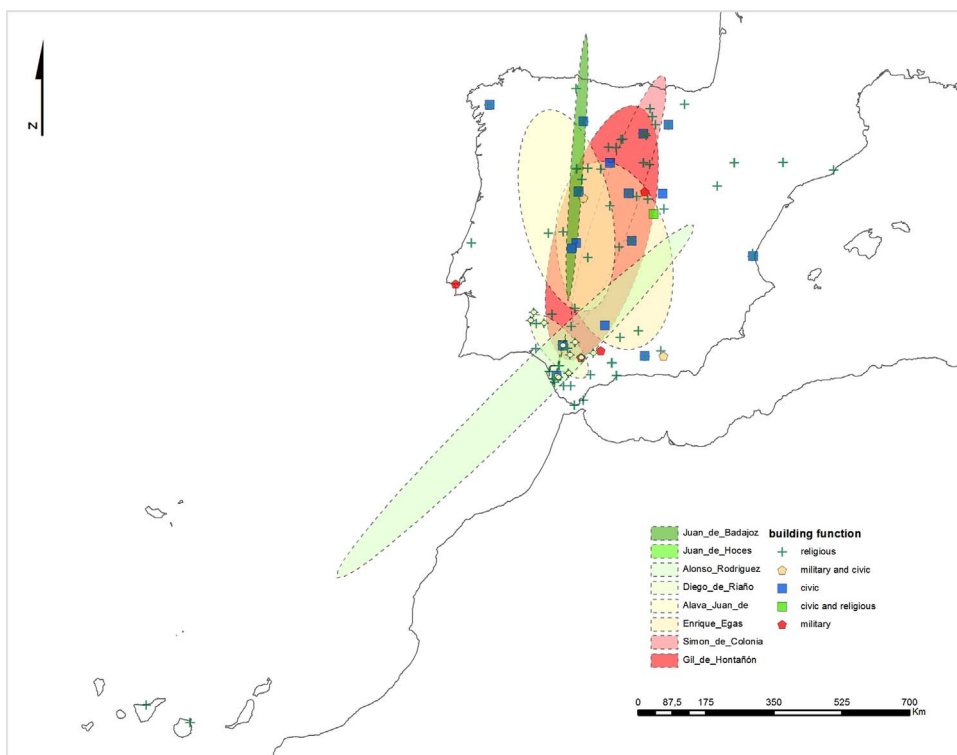 N
Juan_de_Badajoz
Juan_de_Hoces
Alonso_Rodriguez
Diego_de_Riaño
Alava_Juan_de
Enrique_Egas
Simon_de_Colonia
Gil_de_Hontañón
building function
religious
military and civic
civic
civic and religious
military
0 87,5 175 350 525 700
Km